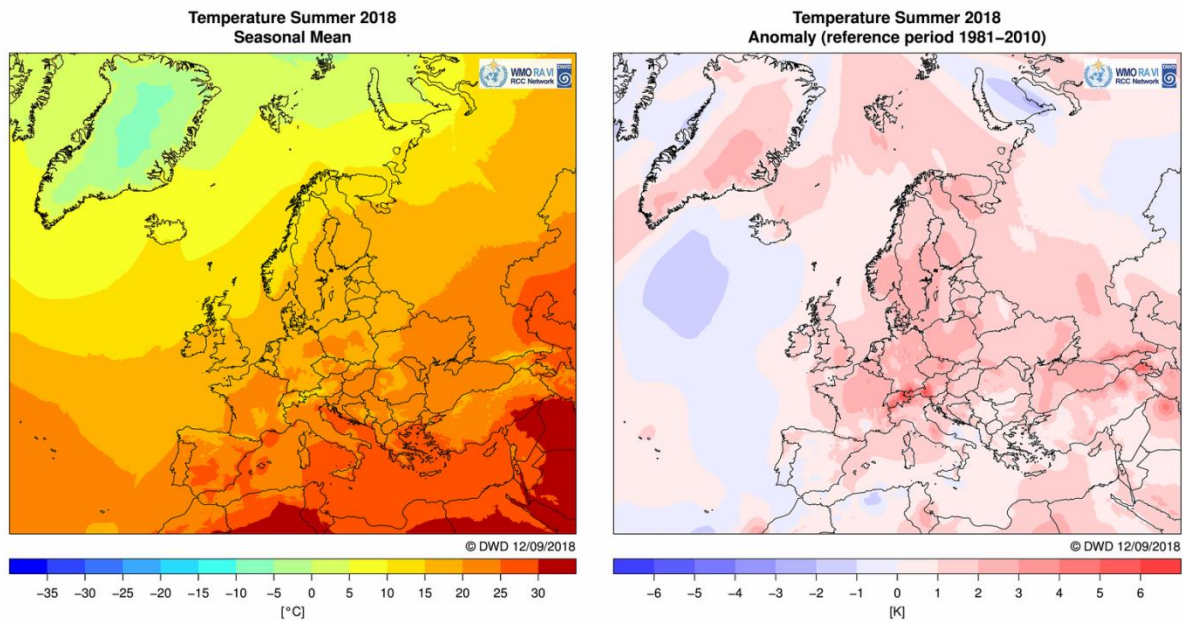 Temperature Summer 2018
Seasonal Mean
WMO RA VI
RCC Network
DWD
© DWD 12/09/2018
−35 −30 −25 −20 −15 −10 −5 0 5 10 15 20 25 30
[°C]
Temperature Summer 2018
Anomaly (reference period 1981−2010)
WMO RA VI
RCC Network
DWD
© DWD 12/09/2018
−6 −5 −4 −3 −2 −1 0 1 2 3 4 5 6
[K]